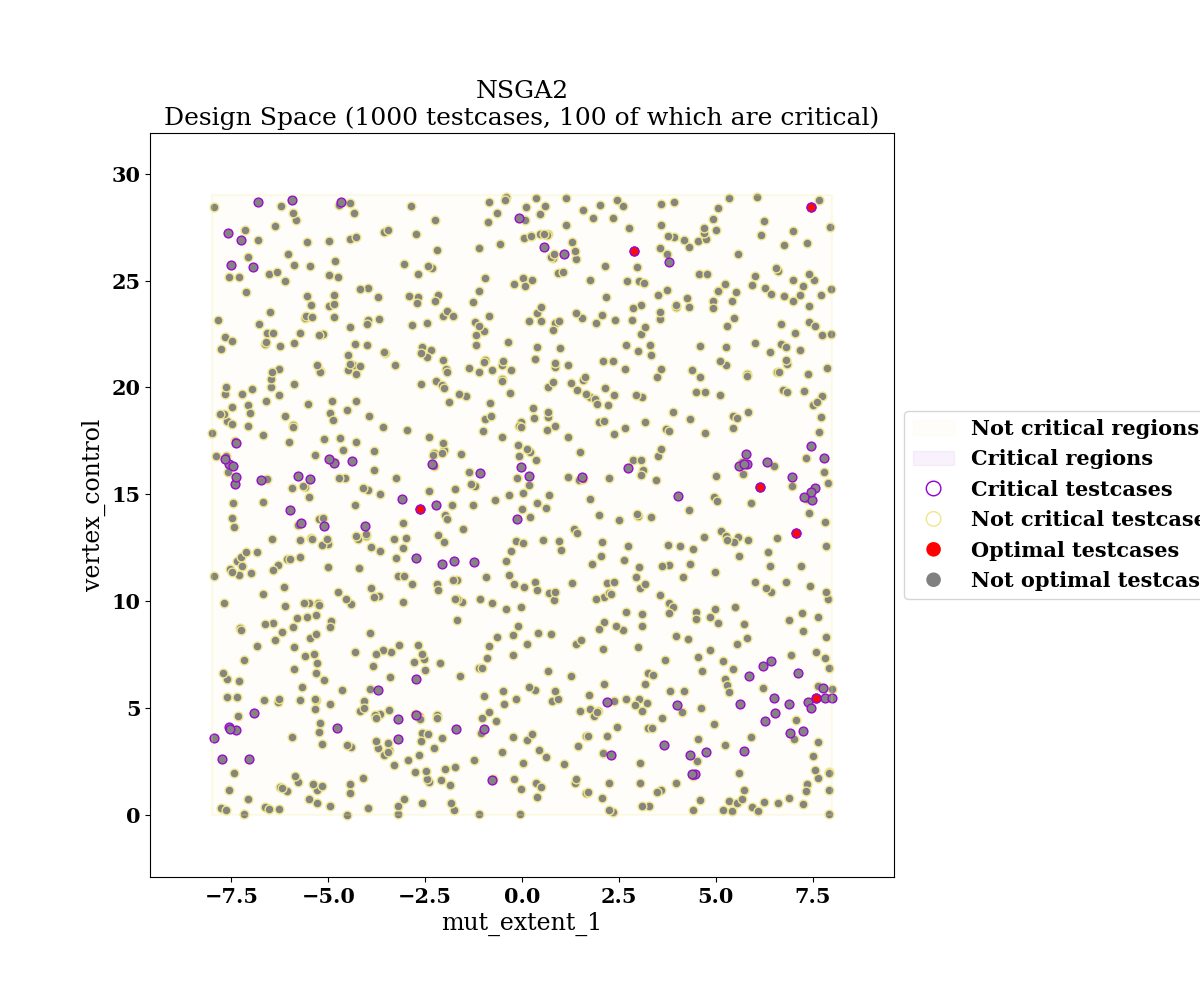 NSGA2
Design Space (1000 testcases, 100 of which are critical)
30
25
20
15
10
5
0
vertex_control
−7.5
−5.0
−2.5
0.0
2.5
5.0
7.5
mut_extent_1
Not critical regions
Critical regions
Critical testcases
Not critical testcase
Optimal testcases
Not optimal testcas